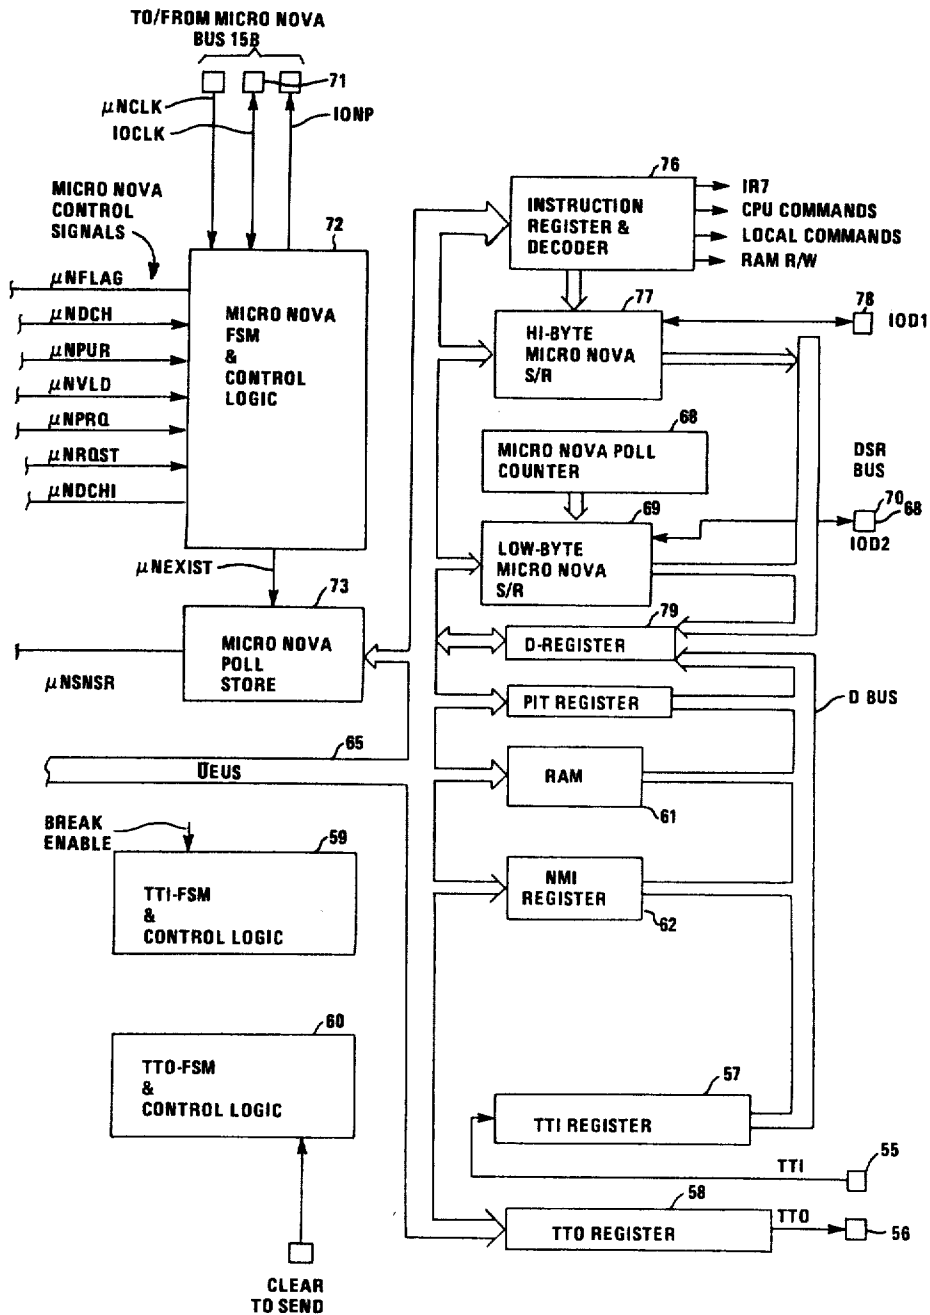 TO/FROM MICRO NOVA
BUS 15B
71
μNCLK
IOCLK
IONP
MICRO NOVA
CONTROL
SIGNALS
72
μNFLAG
μNDCH
μNPUR
μNVLD
μNPRQ
μNRQST
μNDCHI
MICRO NOVA
FSM
&
CONTROL
LOGIC
μNEXIST
73
MICRO NOVA
POLL
STORE
μNSNSR
65
UEUS
BREAK
ENABLE
59
TTI-FSM
&
CONTROL LOGIC
60
TTO-FSM
&
CONTROL LOGIC
CLEAR
TO SEND
76
INSTRUCTION
REGISTER &
DECODER
IR7
CPU COMMANDS
LOCAL COMMANDS
RAM R/W
77
HI-BYTE
MICRO NOVA
S/R
78
IOD1
68
MICRO NOVA POLL
COUNTER
DSR
BUS
69
LOW-BYTE
MICRO NOVA
S/R
70
68
IOD2
79
D-REGISTER
PIT REGISTER
D BUS
RAM
61
NMI
REGISTER
62
57
TTI REGISTER
TTI
55
58
TTO REGISTER
TTO
56